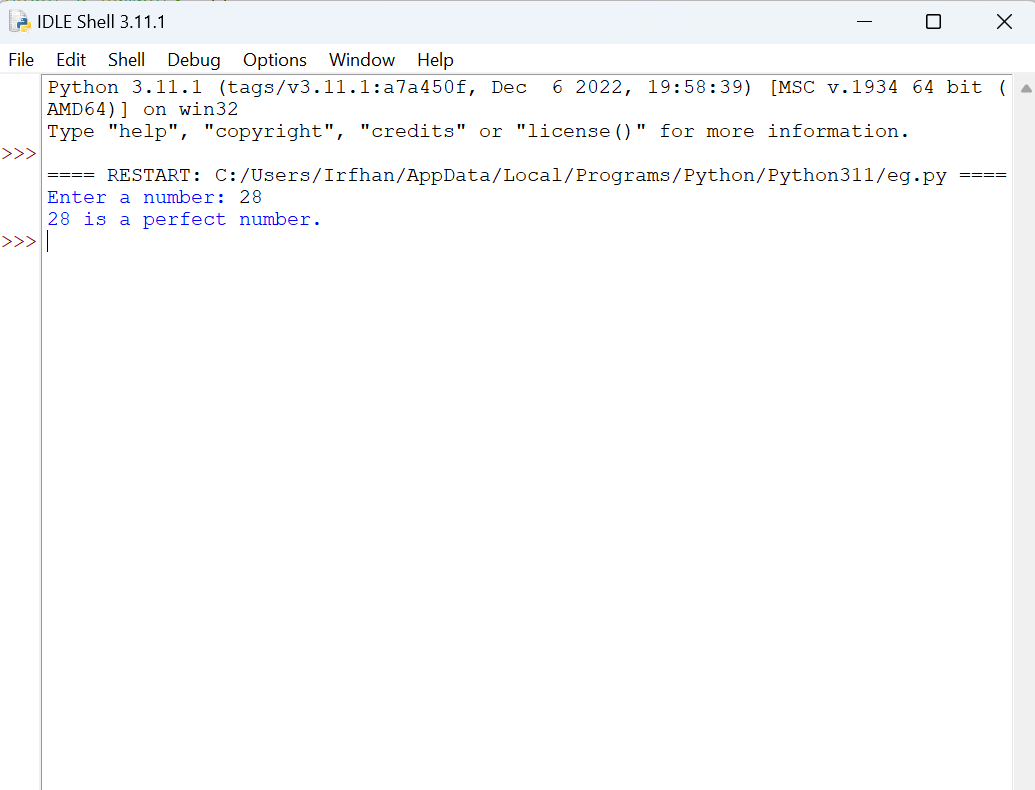 IDLE Shell 3.11.1
File Edit Shell Debug Options Window Help
Python 3.11.1 (tags/v3.11.1:a7a450f, Dec  6 2022, 19:58:39) [MSC v.1934 64 bit (
AMD64)] on win32
Type "help", "copyright", "credits" or "license()" for more information.
>>>
==== RESTART: C:/Users/Irfhan/AppData/Local/Programs/Python/Python311/eg.py ====
Enter a number: 28
28 is a perfect number.
>>>